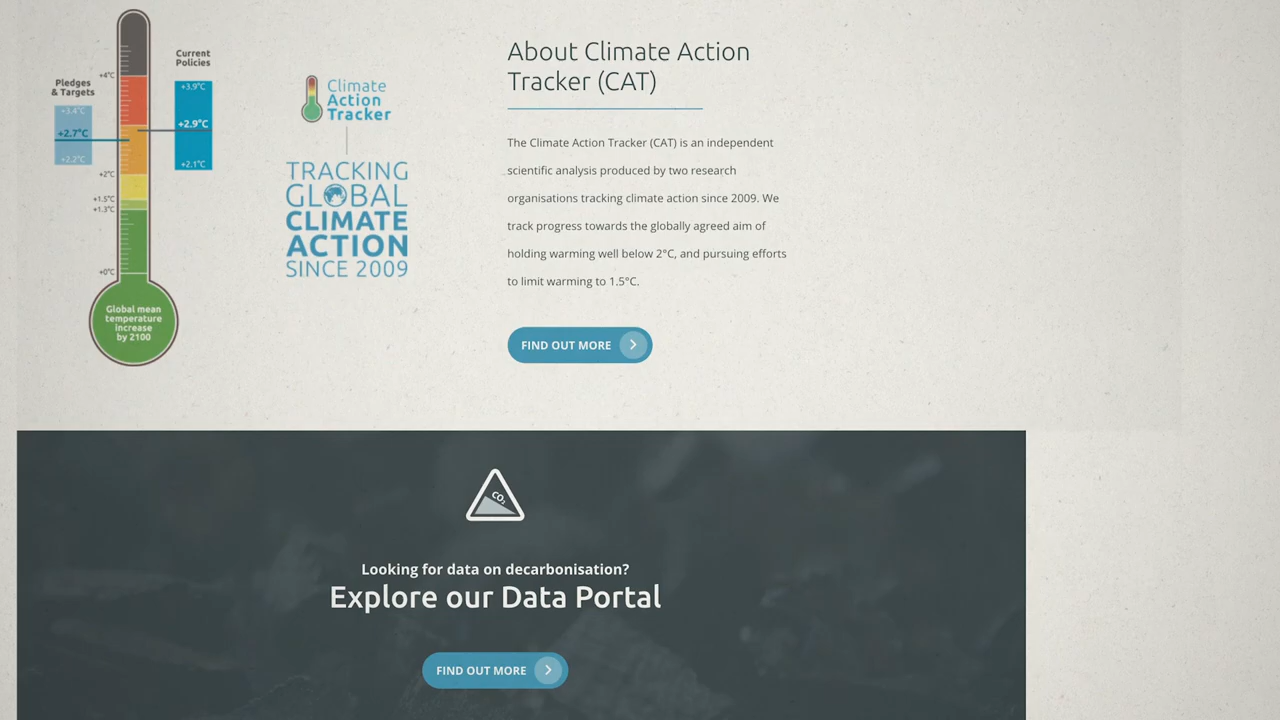 Current
Policies
+4°C
Pledges
& Targets
+3.9°C
+3.4°C
+2.9°C
+2.7°C
+2.2°C
+2.1°C
+2°C
+1.5°C
+1.3°C
+0°C
Global mean
temperature
increase
by 2100
Climate
Action
Tracker
TRACKING
GLOBAL
CLIMATE
ACTION
SINCE 2009
About Climate Action
Tracker (CAT)
The Climate Action Tracker (CAT) is an independent
scientific analysis produced by two research
organisations tracking climate action since 2009. We
track progress towards the globally agreed aim of
holding warming well below 2°C, and pursuing efforts
to limit warming to 1.5°C.
FIND OUT MORE
CO₂
Looking for data on decarbonisation?
Explore our Data Portal
FIND OUT MORE